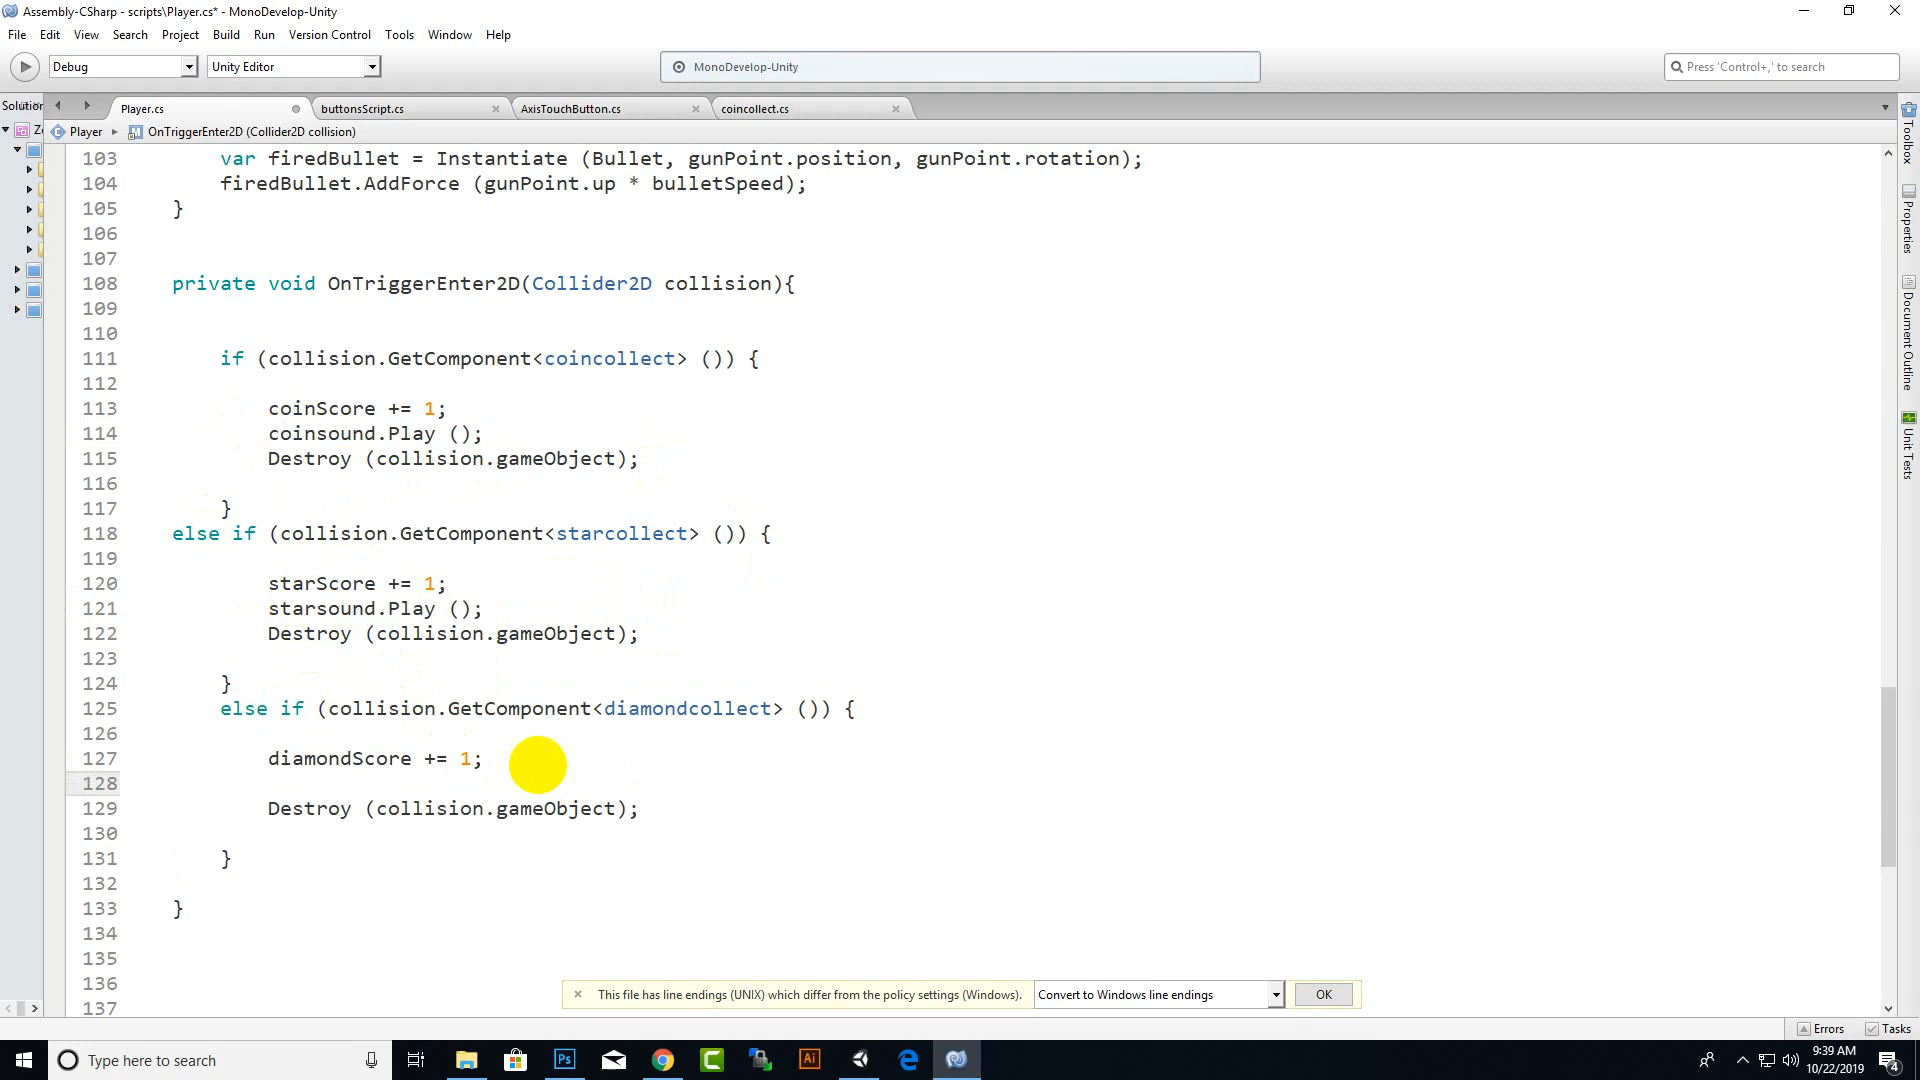 Assembly-CSharp - scripts\Player.cs* - MonoDevelop-Unity
File Edit View Search Project Build Run Version Control Tools Window Help
Debug Unity Editor MonoDevelop-Unity Press 'Control+,' to search
Solution Player.cs buttonsScript.cs AxisTouchButton.cs coincollect.cs
Player OnTriggerEnter2D (Collider2D collision)
103 var firedBullet = Instantiate (Bullet, gunPoint.position, gunPoint.rotation);
104 firedBullet.AddForce (gunPoint.up * bulletSpeed);
105 }
106
107
108 private void OnTriggerEnter2D(Collider2D collision){
109
110
111 if (collision.GetComponent<coincollect> ()) {
112
113 coinScore += 1;
114 coinsound.Play ();
115 Destroy (collision.gameObject);
116
117 }
118 else if (collision.GetComponent<starcollect> ()) {
119
120 starScore += 1;
121 starsound.Play ();
122 Destroy (collision.gameObject);
123
124 }
125 else if (collision.GetComponent<diamondcollect> ()) {
126
127 diamondScore += 1;
128
129 Destroy (collision.gameObject);
130
131 }
132
133 }
134
135
136
137
This file has line endings (UNIX) which differ from the policy settings (Windows). Convert to Windows line endings OK
Toolbox
Properties
Document Outline
Unit Tests
Errors Tasks
Type here to search
Ps
Ai
9:39 AM
10/22/2019
4